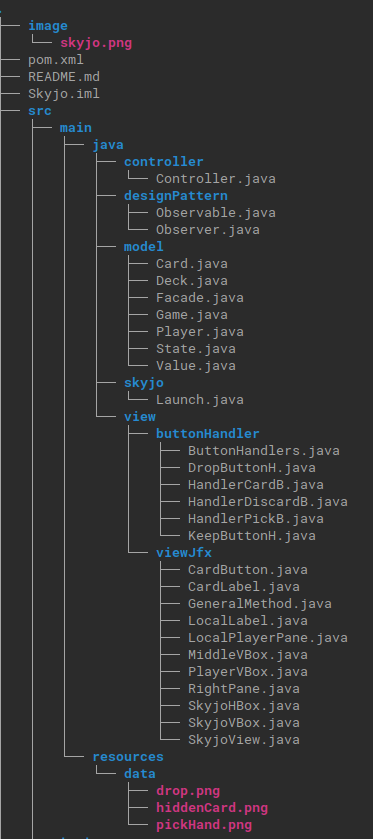 image
skyjo.png
pom.xml
README.md
Skyjo.iml
src
main
java
controller
Controller.java
designPattern
Observable.java
Observer.java
model
Card.java
Deck.java
Facade.java
Game.java
Player.java
State.java
Value.java
skyjo
Launch.java
view
buttonHandler
ButtonHandlers.java
DropButtonH.java
HandlerCardB.java
HandlerDiscardB.java
HandlerPickB.java
KeepButtonH.java
viewJfx
CardButton.java
CardLabel.java
GeneralMethod.java
LocalLabel.java
LocalPlayerPane.java
MiddleVBox.java
PlayerVBox.java
RightPane.java
SkyjoHBox.java
SkyjoVBox.java
SkyjoView.java
resources
data
drop.png
hiddenCard.png
pickHand.png